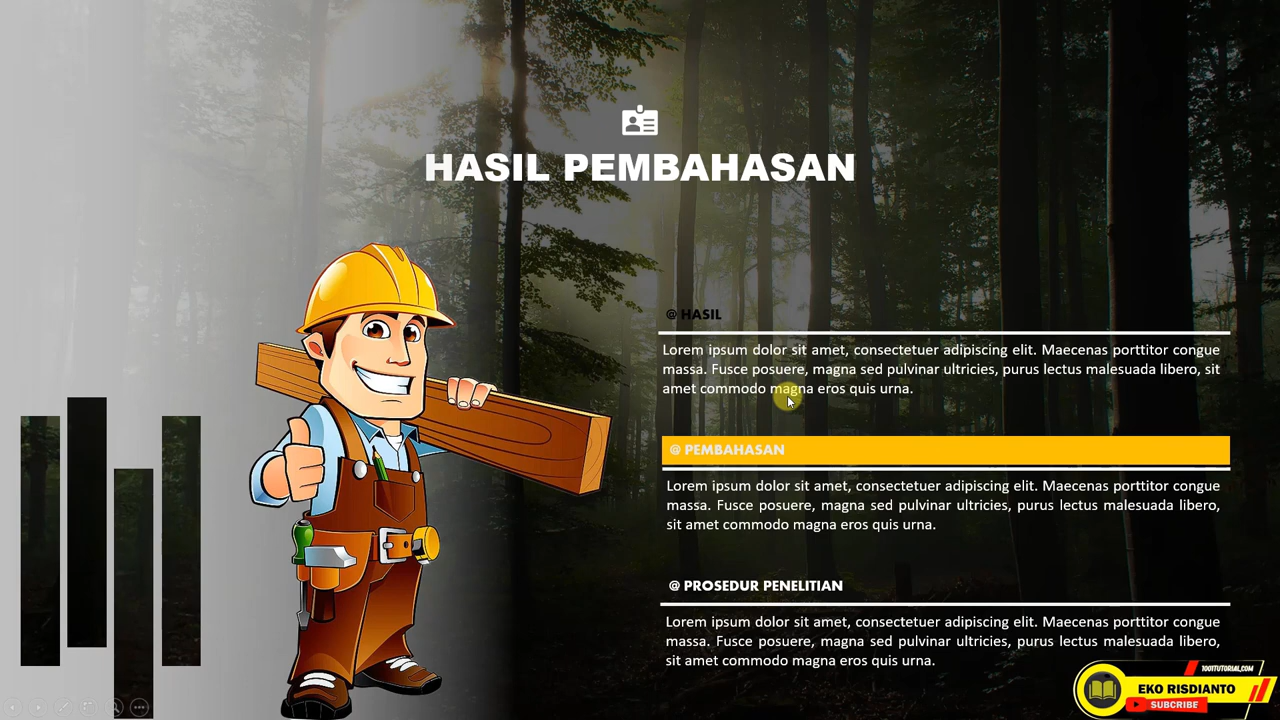 HASIL PEMBAHASAN
@ HASIL
Lorem ipsum dolor sit amet, consectetuer adipiscing elit. Maecenas porttitor congue
massa. Fusce posuere, magna sed pulvinar ultricies, purus lectus malesuada libero, sit
amet commodo magna eros quis urna.
@ PEMBAHASAN
Lorem ipsum dolor sit amet, consectetuer adipiscing elit. Maecenas porttitor congue
massa. Fusce posuere, magna sed pulvinar ultricies, purus lectus malesuada libero,
sit amet commodo magna eros quis urna.
@ PROSEDUR PENELITIAN
Lorem ipsum dolor sit amet, consectetuer adipiscing elit. Maecenas porttitor congue
massa. Fusce posuere, magna sed pulvinar ultricies, purus lectus malesuada libero,
sit amet commodo magna eros quis urna.
1001TUTORIAL.COM
EKO RISDIANTO
SUBSCRIBE